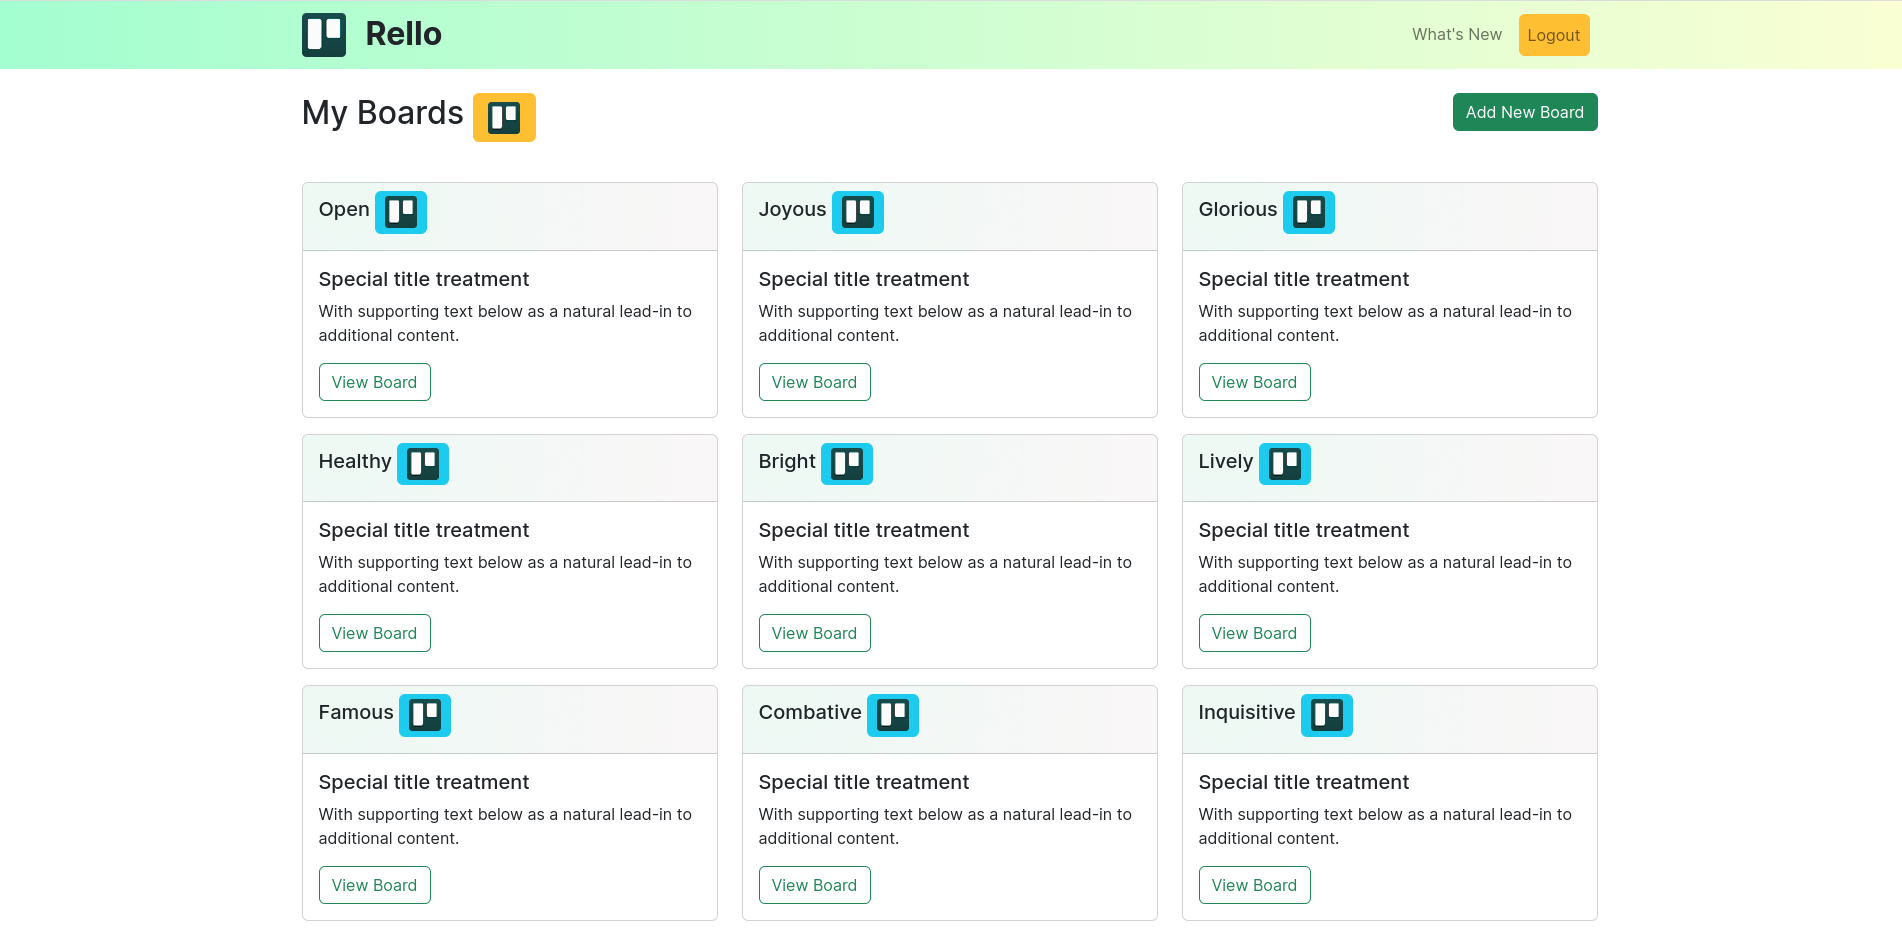 Rello
What's New
Logout
My Boards
Add New Board
Open
Special title treatment
With supporting text below as a natural lead-in to
additional content.
View Board
Joyous
Special title treatment
With supporting text below as a natural lead-in to
additional content.
View Board
Glorious
Special title treatment
With supporting text below as a natural lead-in to
additional content.
View Board
Healthy
Special title treatment
With supporting text below as a natural lead-in to
additional content.
View Board
Bright
Special title treatment
With supporting text below as a natural lead-in to
additional content.
View Board
Lively
Special title treatment
With supporting text below as a natural lead-in to
additional content.
View Board
Famous
Special title treatment
With supporting text below as a natural lead-in to
additional content.
View Board
Combative
Special title treatment
With supporting text below as a natural lead-in to
additional content.
View Board
Inquisitive
Special title treatment
With supporting text below as a natural lead-in to
additional content.
View Board